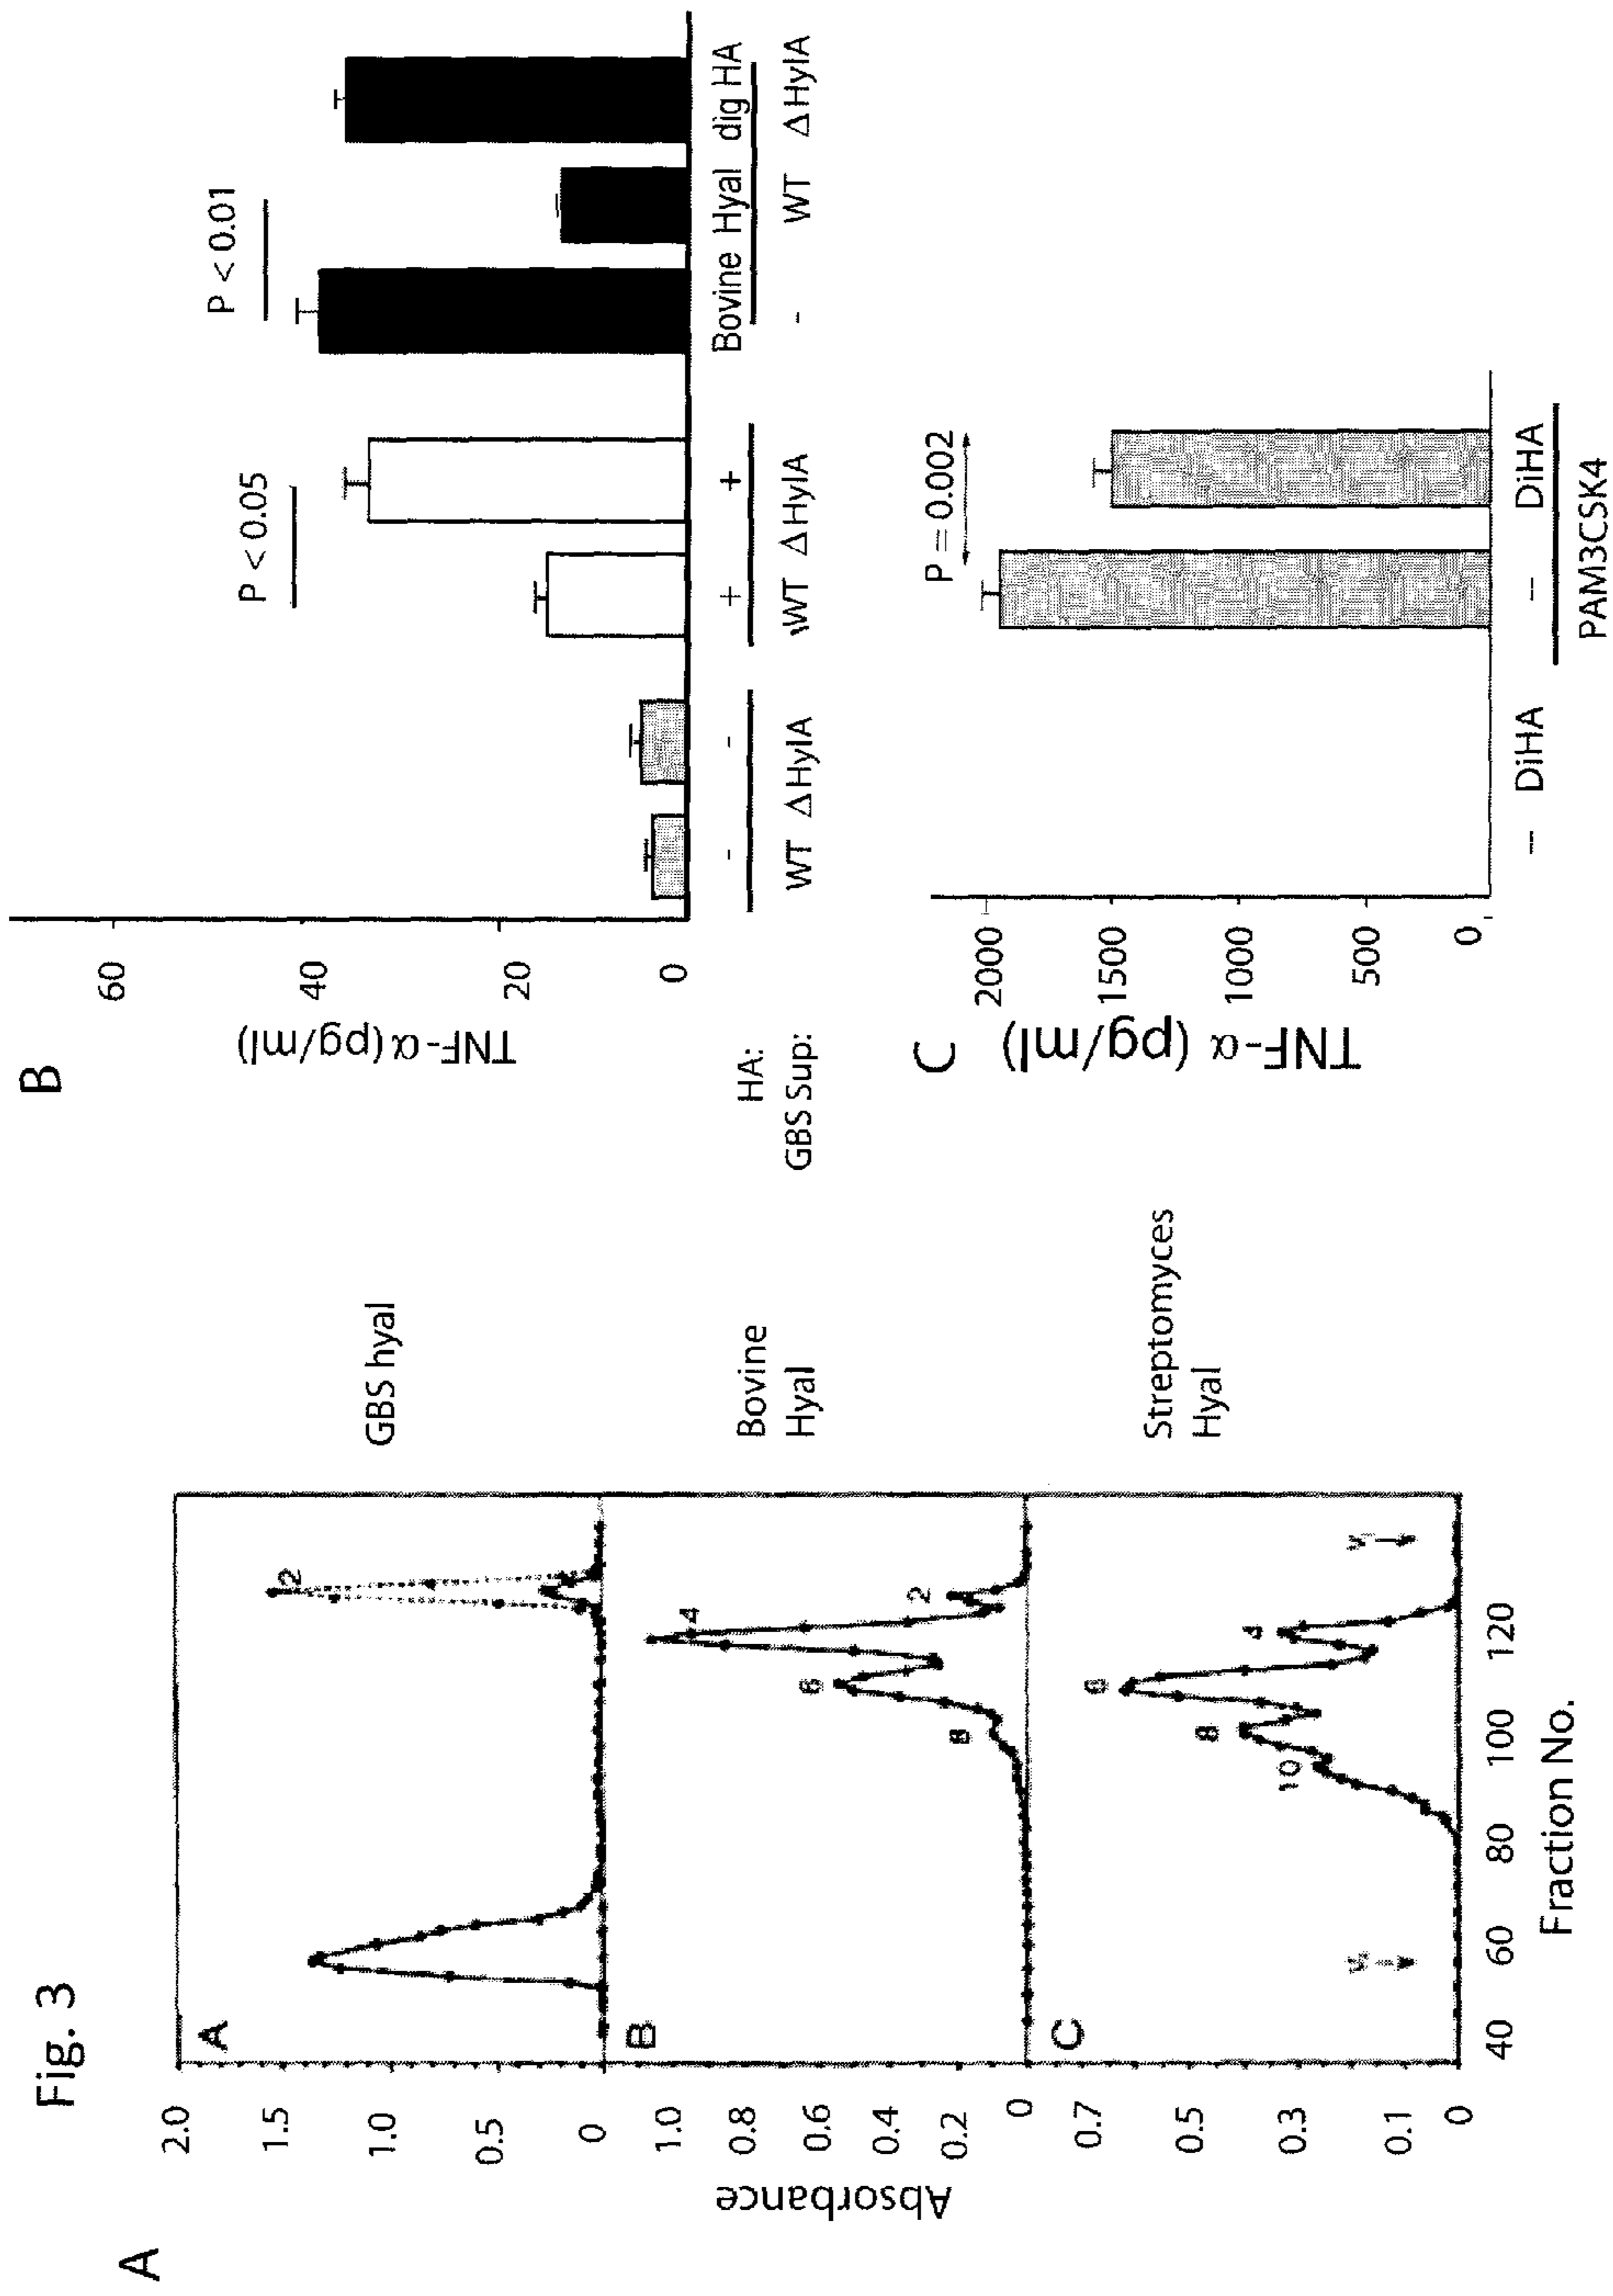 Fig. 3
A
Absorbance
2.0
1.5
1.0
0.5
0
A
2
GBS hyal
1.0
0.8
0.6
0.4
0.2
0
B
8
6
4
2
Bovine
Hyal
0.7
0.5
0.3
0.1
0
C
10
8
6
4
Streptomyces
Hyal
40 60 80 100 120
Fraction No.
B
TNF-α (pg/ml)
60
40
20
0
P < 0.05
P < 0.01
HA: - - + + Bovine Hyal dig HA
GBS Sup: WT ΔHylA WT ΔHylA - WT ΔHylA
C
TNF-α (pg/ml)
2000
1500
1000
500
0
P = 0.002
-- DiHA -- DiHA
PAM3CSK4